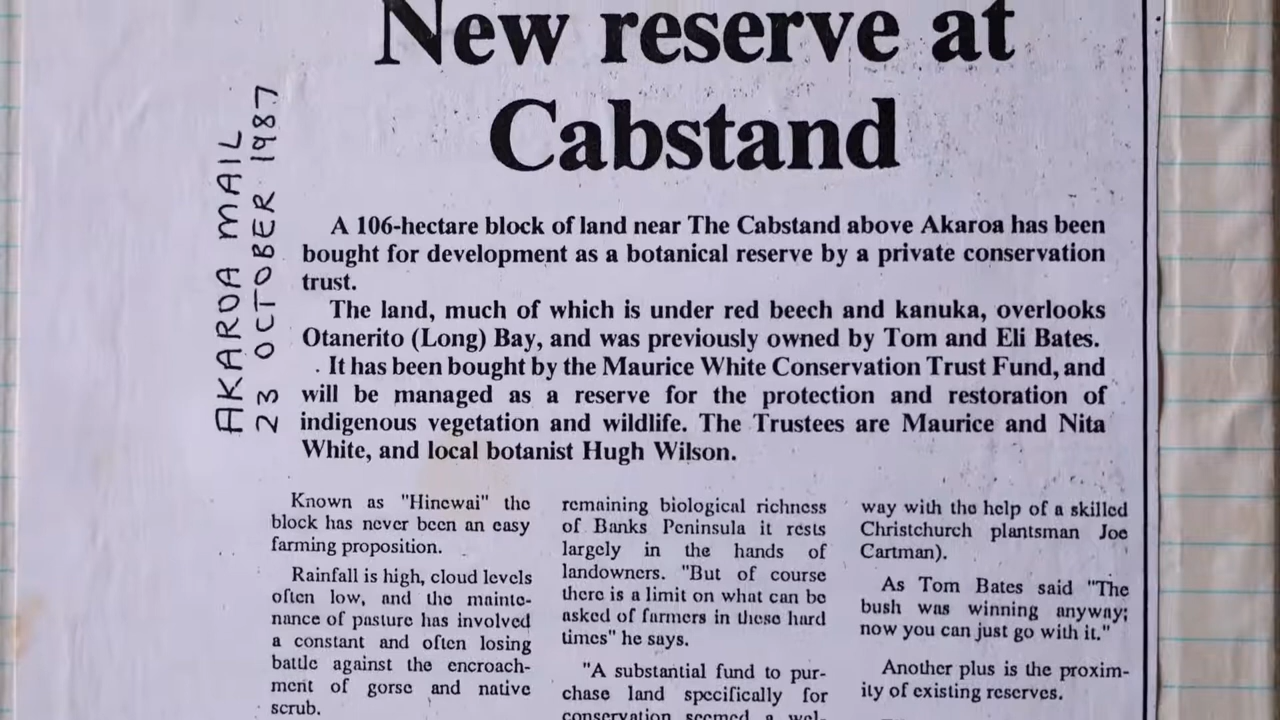 New reserve at
Cabstand
AKAROA MAIL
23 OCTOBER 1987
A 106-hectare block of land near The Cabstand above Akaroa has been
bought for development as a botanical reserve by a private conservation
trust.
The land, much of which is under red beech and kanuka, overlooks
Otanerito (Long) Bay, and was previously owned by Tom and Eli Bates.
It has been bought by the Maurice White Conservation Trust Fund, and
will be managed as a reserve for the protection and restoration of
indigenous vegetation and wildlife. The Trustees are Maurice and Nita
White, and local botanist Hugh Wilson.
Known as "Hinewai" the
block has never been an easy
farming proposition.
Rainfall is high, cloud levels
often low, and the mainte-
nance of pasture has involved
a constant and often losing
battle against the encroach-
ment of gorse and native
scrub.
remaining biological richness
of Banks Peninsula it rests
largely in the hands of
landowners. "But of course
there is a limit on what can be
asked of farmers in these hard
times" he says.
"A substantial fund to pur-
chase land specifically for
conservation seemed a wel-
way with the help of a skilled
Christchurch plantsman Joe
Cartman).
As Tom Bates said "The
bush was winning anyway;
now you can just go with it."
Another plus is the proxim-
ity of existing reserves.